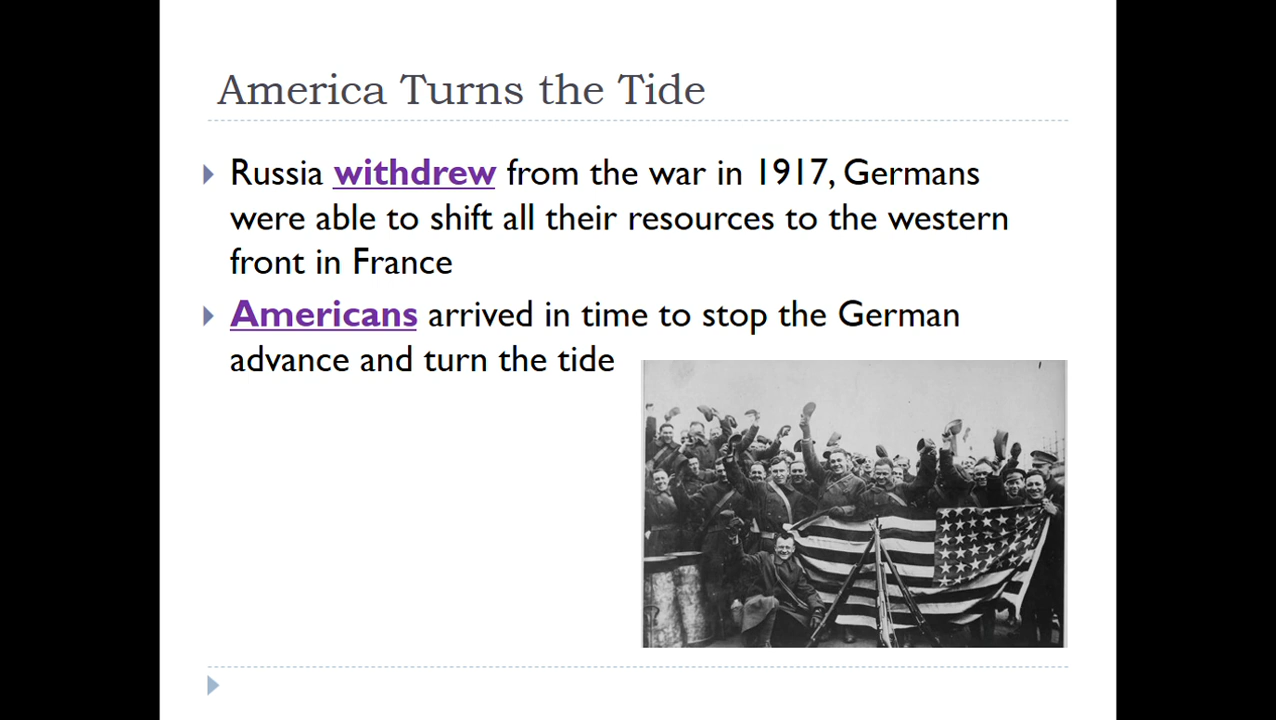 America Turns the Tide
Russia withdrew from the war in 1917, Germans
were able to shift all their resources to the western
front in France
Americans arrived in time to stop the German
advance and turn the tide